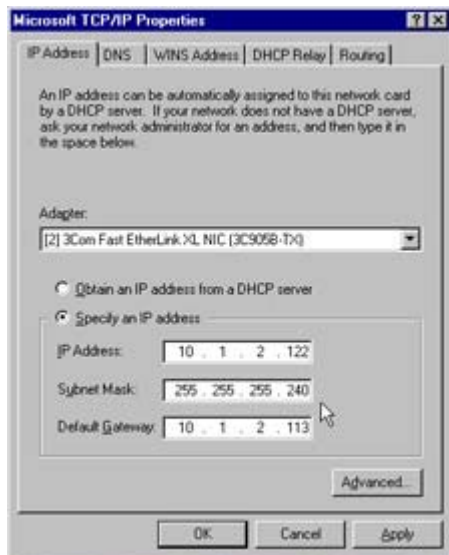 Microsoft TCP/IP Properties
IP Address DNS WINS Address DHCP Relay Routing
An IP address can be automatically assigned to this network card
by a DHCP server. If your network does not have a DHCP server,
ask your network administrator for an address, and then type it in
the space below.
Adapter:
[2] 3Com Fast EtherLink XL NIC (3C905B-TX)
Obtain an IP address from a DHCP server
Specify an IP address
IP Address: 10 . 1 . 2 . 122
Subnet Mask: 255 . 255 . 255 . 240
Default Gateway: 10 . 1 . 2 . 113
Advanced...
OK Cancel Apply